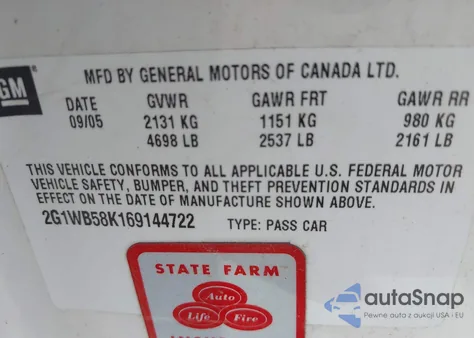 GM
MFD BY GENERAL MOTORS OF CANADA LTD.
DATE GVWR GAWR FRT GAWR RR
09/05 2131 KG 1151 KG 980 KG
4698 LB 2537 LB 2161 LB
THIS VEHICLE CONFORMS TO ALL APPLICABLE U.S. FEDERAL MOTOR
VEHICLE SAFETY, BUMPER, AND THEFT PREVENTION STANDARDS IN
EFFECT ON THE DATE OF MANUFACTURE SHOWN ABOVE.
2G1WB58K169144722 TYPE: PASS CAR
STATE FARM
Auto
Life Fire
autoSnap
Pewne auta z aukcji USA - EU